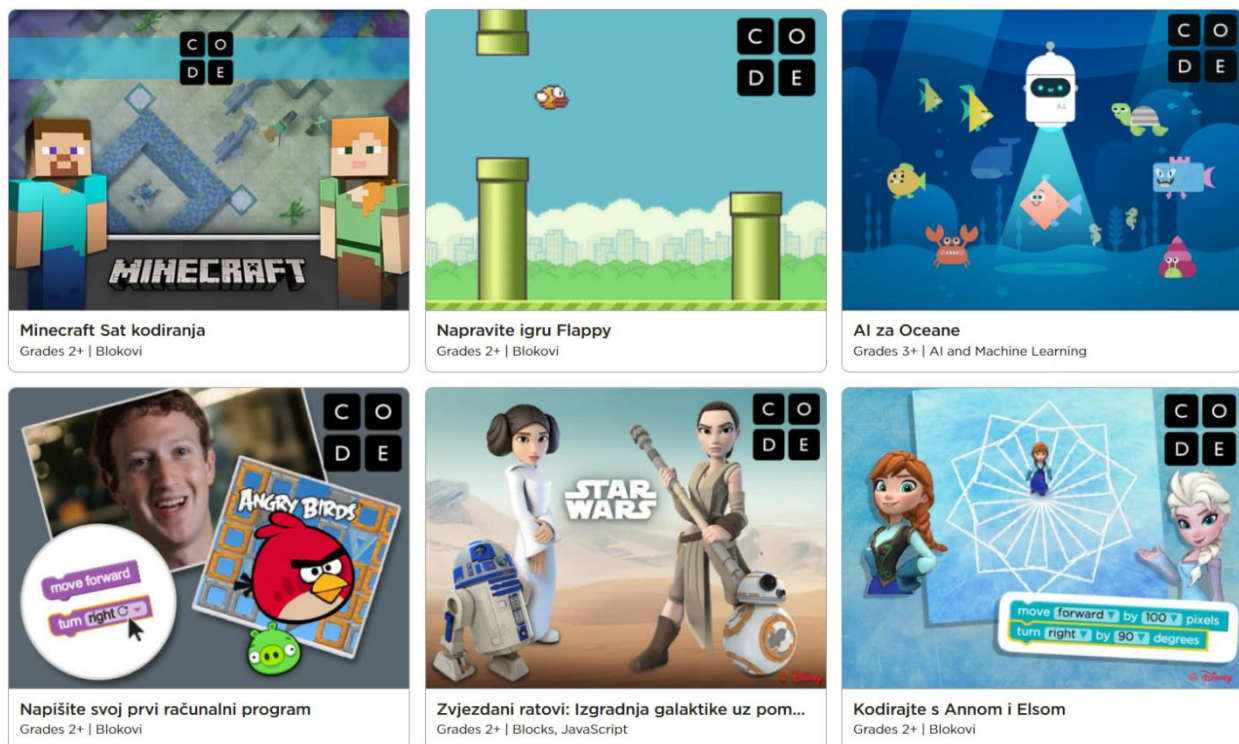 C O
D E
MINECRAFT
Minecraft Sat kodiranja
Grades 2+ | Blokovi
C O
D E
Napravite igru Flappy
Grades 2+ | Blokovi
C O
D E
A.I.
AI za Oceane
Grades 3+ | AI and Machine Learning
C O
D E
ANGRY BIRDS
move forward
turn right
Napišite svoj prvi računalni program
Grades 2+ | Blokovi
C O
D E
STAR
WARS
© Disney
Zvjezdani ratovi: Izgradnja galaktike uz pom...
Grades 2+ | Blocks, JavaScript
C O
D E
move forward by 100 pixels
turn right by 90 degrees
© Disney
Kodirajte s Annom i Elsom
Grades 2+ | Blokovi